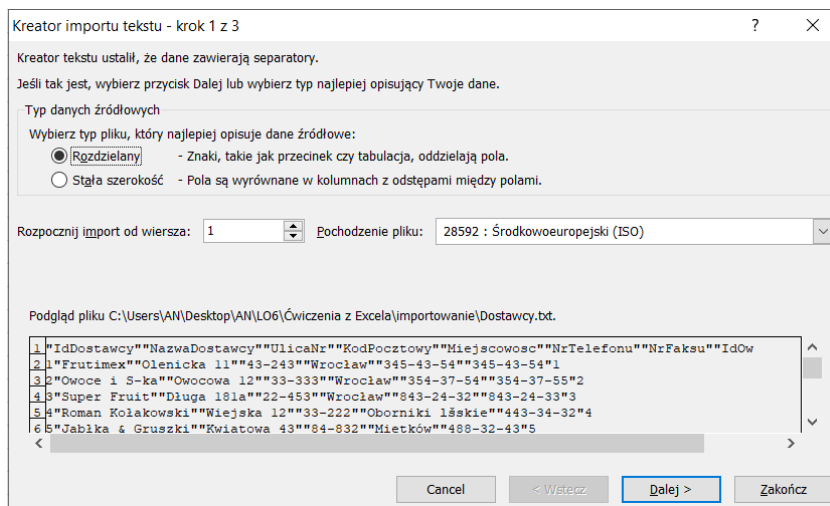 Kreator importu tekstu - krok 1 z 3 ? ✕
Kreator tekstu ustalił, że dane zawierają separatory.
Jeśli tak jest, wybierz przycisk Dalej lub wybierz typ najlepiej opisujący Twoje dane.
Typ danych źródłowych
Wybierz typ pliku, który najlepiej opisuje dane źródłowe:
Rozdzielany - Znaki, takie jak przecinek czy tabulacja, oddzielają pola.
Stała szerokość - Pola są wyrównane w kolumnach z odstępami między polami.
Rozpocznij import od wiersza: 1 Pochodzenie pliku: 28592 : Środkowoeuropejski (ISO)
Podgląd pliku C:\Users\AN\Desktop\AN\LO6\Ćwiczenia z Excela\importowanie\Dostawcy.txt.
1 "IdDostawcy""NazwaDostawcy""UlicaNr""KodPocztowy""Miejscowosc""NrTelefonu""NrFaksu""IdOw
2 1"Frutimex""Olenicka 11""43-243""Wrocław""345-43-54""345-43-54"1
3 2"Owoce i S-ka""Owocowa 12""33-333""Wrocław""354-37-54""354-37-55"2
4 3"Super Fruit""Długa 181a""22-453""Wrocław""843-24-32""843-24-33"3
5 4"Roman Kołakowski""Wiejska 12""33-222""Oborniki lăskie""443-34-32"4
6 5"Jabłka & Gruszki""Kwiatowa 43""84-832""Mietków""488-32-43"5
Cancel < Wstecz Dalej > Zakończ